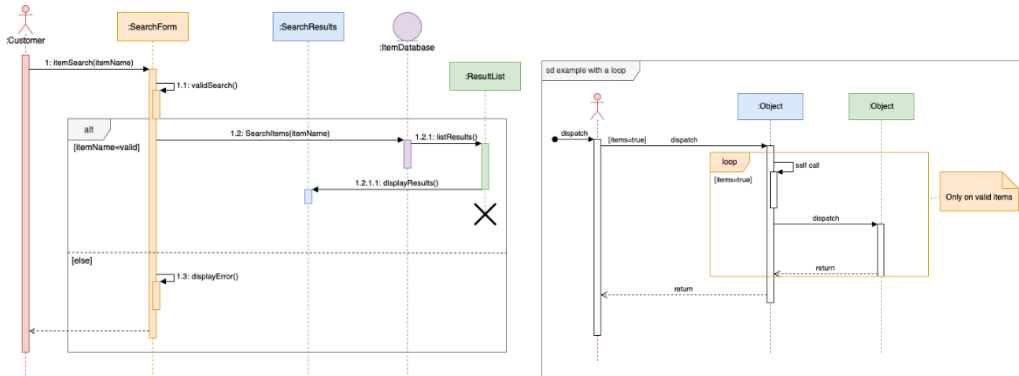 :Customer
:SearchForm
:SearchResults
:ItemDatabase
:ResultList
1: itemSearch(itemName)
1.1: validSearch()
alt
[itemName=valid]
1.2: SearchItems(itemName)
1.2.1: listResults()
1.2.1.1: displayResults()
[else]
1.3: displayError()
sd example with a loop
:Object
:Object
dispatch
[items=true]
dispatch
loop
[items=true]
self call
Only on valid items
dispatch
return
return